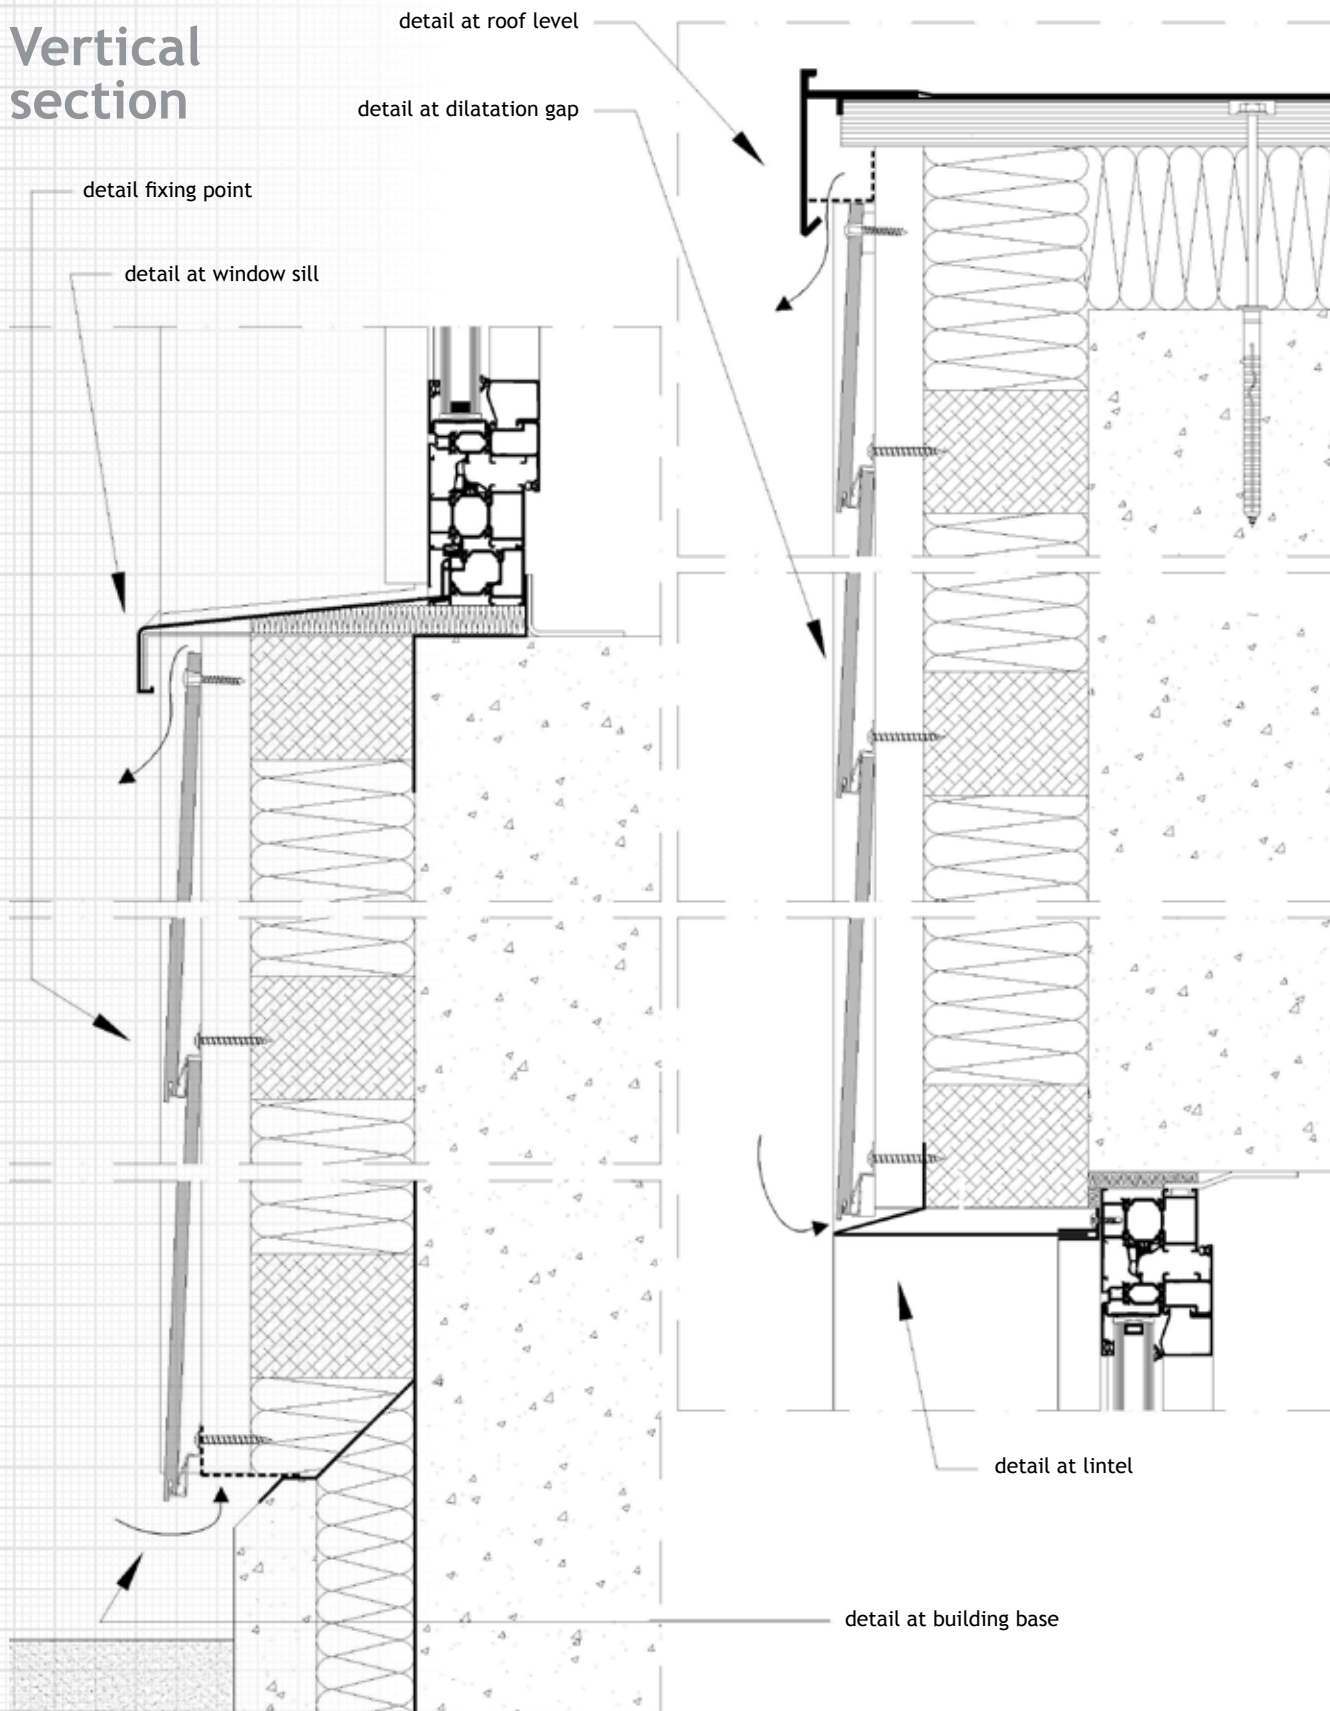 Vertical
section
detail at roof level
detail at dilatation gap
detail fixing point
detail at window sill
detail at lintel
detail at building base